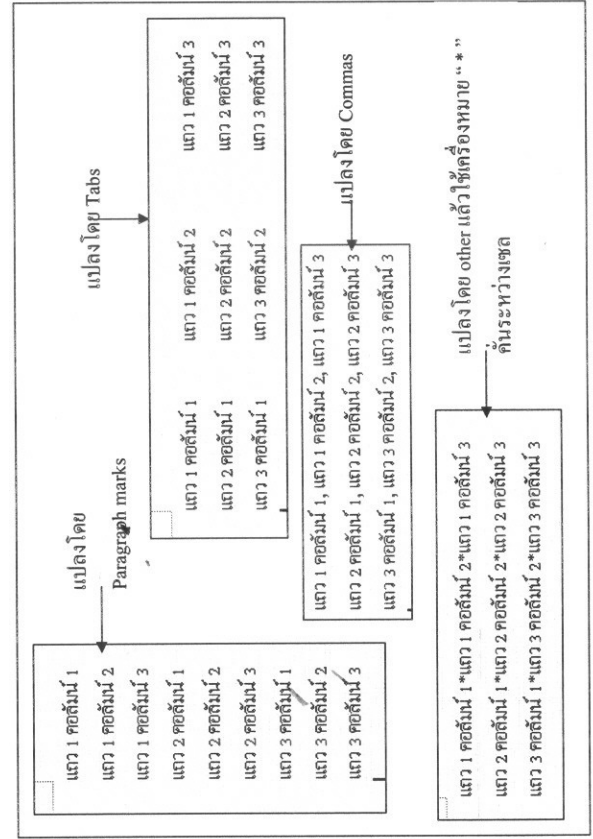 แปลงโดย
Paragraph marks
แถว 1 คอลัมน์ 1
แถว 1 คอลัมน์ 2
แถว 1 คอลัมน์ 3
แถว 2 คอลัมน์ 1
แถว 2 คอลัมน์ 2
แถว 2 คอลัมน์ 3
แถว 3 คอลัมน์ 1
แถว 3 คอลัมน์ 2
แถว 3 คอลัมน์ 3
แปลงโดย Tabs
แถว 1 คอลัมน์ 1 แถว 1 คอลัมน์ 2 แถว 1 คอลัมน์ 3
แถว 2 คอลัมน์ 1 แถว 2 คอลัมน์ 2 แถว 2 คอลัมน์ 3
แถว 3 คอลัมน์ 1 แถว 3 คอลัมน์ 2 แถว 3 คอลัมน์ 3
แปลงโดย Commas
แถว 1 คอลัมน์ 1, แถว 1 คอลัมน์ 2, แถว 1 คอลัมน์ 3
แถว 2 คอลัมน์ 1, แถว 2 คอลัมน์ 2, แถว 2 คอลัมน์ 3
แถว 3 คอลัมน์ 1, แถว 3 คอลัมน์ 2, แถว 3 คอลัมน์ 3
แปลงโดย other แล้วใช้เครื่องหมาย “ * ”
คั่นระหว่างเซล
แถว 1 คอลัมน์ 1*แถว 1 คอลัมน์ 2*แถว 1 คอลัมน์ 3
แถว 2 คอลัมน์ 1*แถว 2 คอลัมน์ 2*แถว 2 คอลัมน์ 3
แถว 3 คอลัมน์ 1*แถว 3 คอลัมน์ 2*แถว 3 คอลัมน์ 3